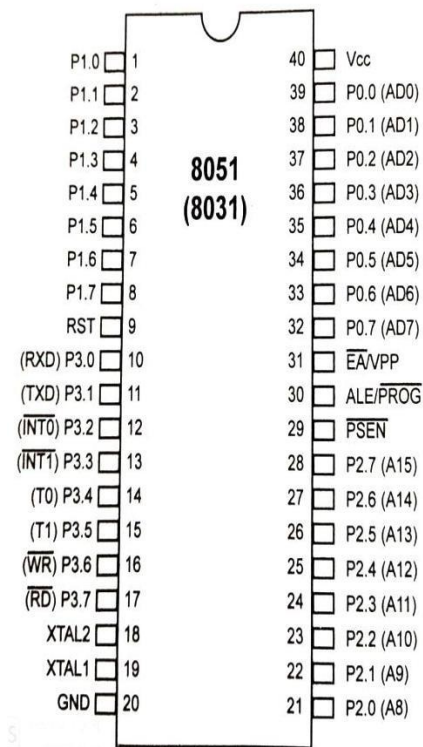 P1.0 1 40 Vcc
P1.1 2 39 P0.0 (AD0)
P1.2 3 38 P0.1 (AD1)
P1.3 4 37 P0.2 (AD2)
8051
P1.4 5 36 P0.3 (AD3)
(8031)
P1.5 6 35 P0.4 (AD4)
P1.6 7 34 P0.5 (AD5)
P1.7 8 33 P0.6 (AD6)
RST 9 32 P0.7 (AD7)
(RXD) P3.0 10 31 E̅A̅/VPP
(TXD) P3.1 11 30 ALE/P̅R̅O̅G̅
(I̅N̅T̅0̅) P3.2 12 29 P̅S̅E̅N̅
(I̅N̅T̅1̅) P3.3 13 28 P2.7 (A15)
(T0) P3.4 14 27 P2.6 (A14)
(T1) P3.5 15 26 P2.5 (A13)
(W̅R̅) P3.6 16 25 P2.4 (A12)
(R̅D̅) P3.7 17 24 P2.3 (A11)
XTAL2 18 23 P2.2 (A10)
XTAL1 19 22 P2.1 (A9)
GND 20 21 P2.0 (A8)